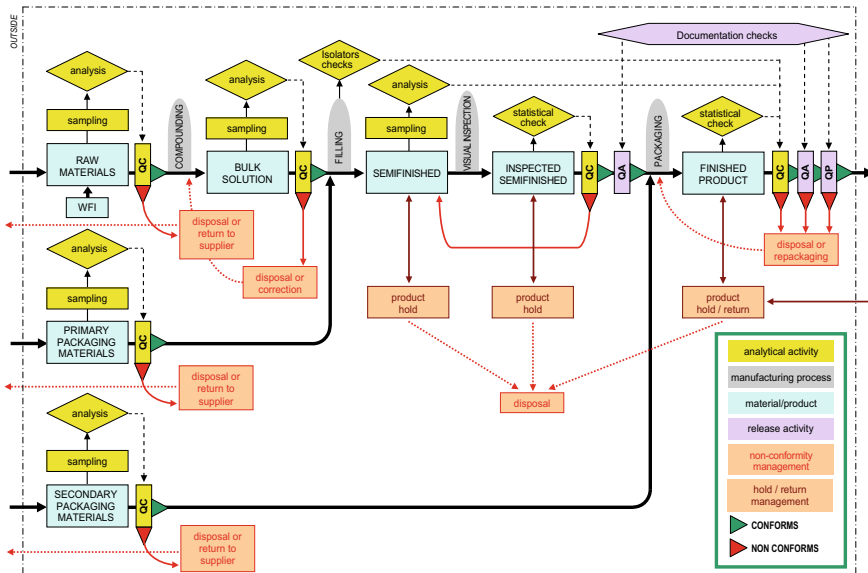 OUTSIDE
Documentation checks
analysis
analysis
Isolators
checks
analysis
sampling
sampling
sampling
statistical
check
statistical
check
RAW
MATERIALS
QC
COMPOUNDING
BULK
SOLUTION
QC
FILLING
SEMIFINISHED
VISUAL INSPECTION
INSPECTED
SEMIFINISHED
QC
QA
PACKAGING
FINISHED
PRODUCT
QC
QA
QP
WFI
disposal or
return to
supplier
disposal or
correction
disposal or
repackaging
analysis
sampling
PRIMARY
PACKAGING
MATERIALS
QC
disposal or
return to
supplier
product
hold
product
hold
product
hold / return
disposal
analysis
sampling
SECONDARY
PACKAGING
MATERIALS
QC
disposal or
return to
supplier
analytical activity
manufacturing process
material/product
release activity
non-conformity
management
hold / return
management
CONFORMS
NON CONFORMS